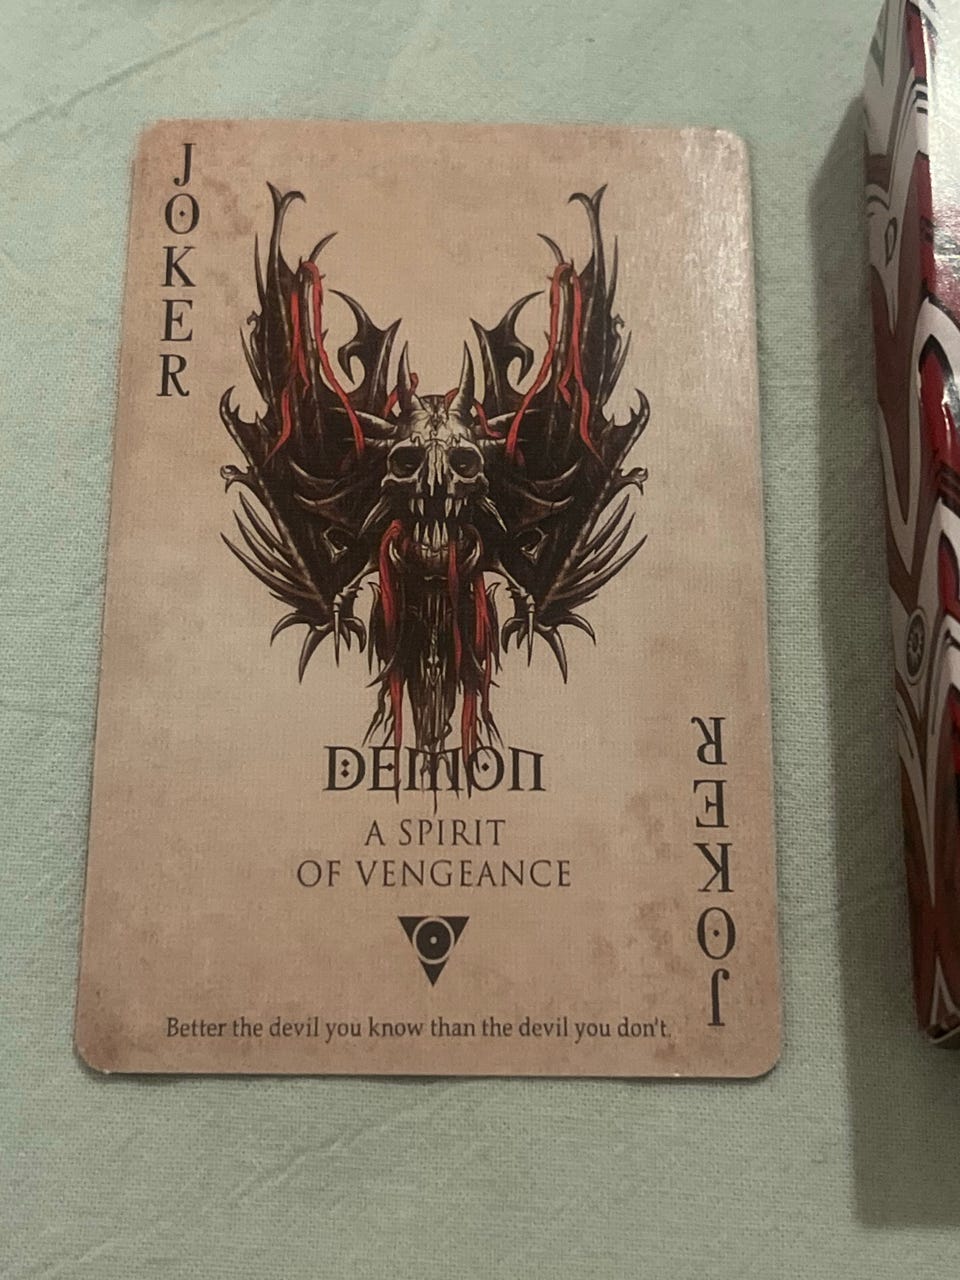 JOKER
DEMON
A SPIRIT
OF VENGEANCE
Better the devil you know than the devil you don't.
JOKER